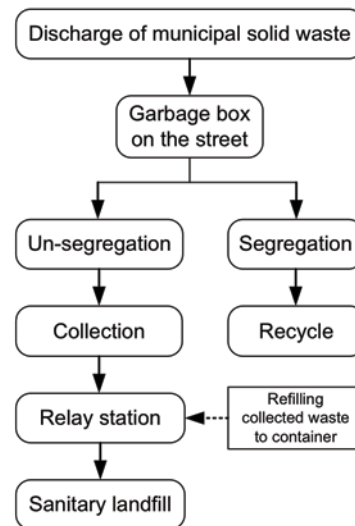 Discharge of municipal solid waste
Garbage box
on the street
Un-segregation
Segregation
Collection
Recycle
Relay station
Refilling
collected waste
to container
Sanitary landfill